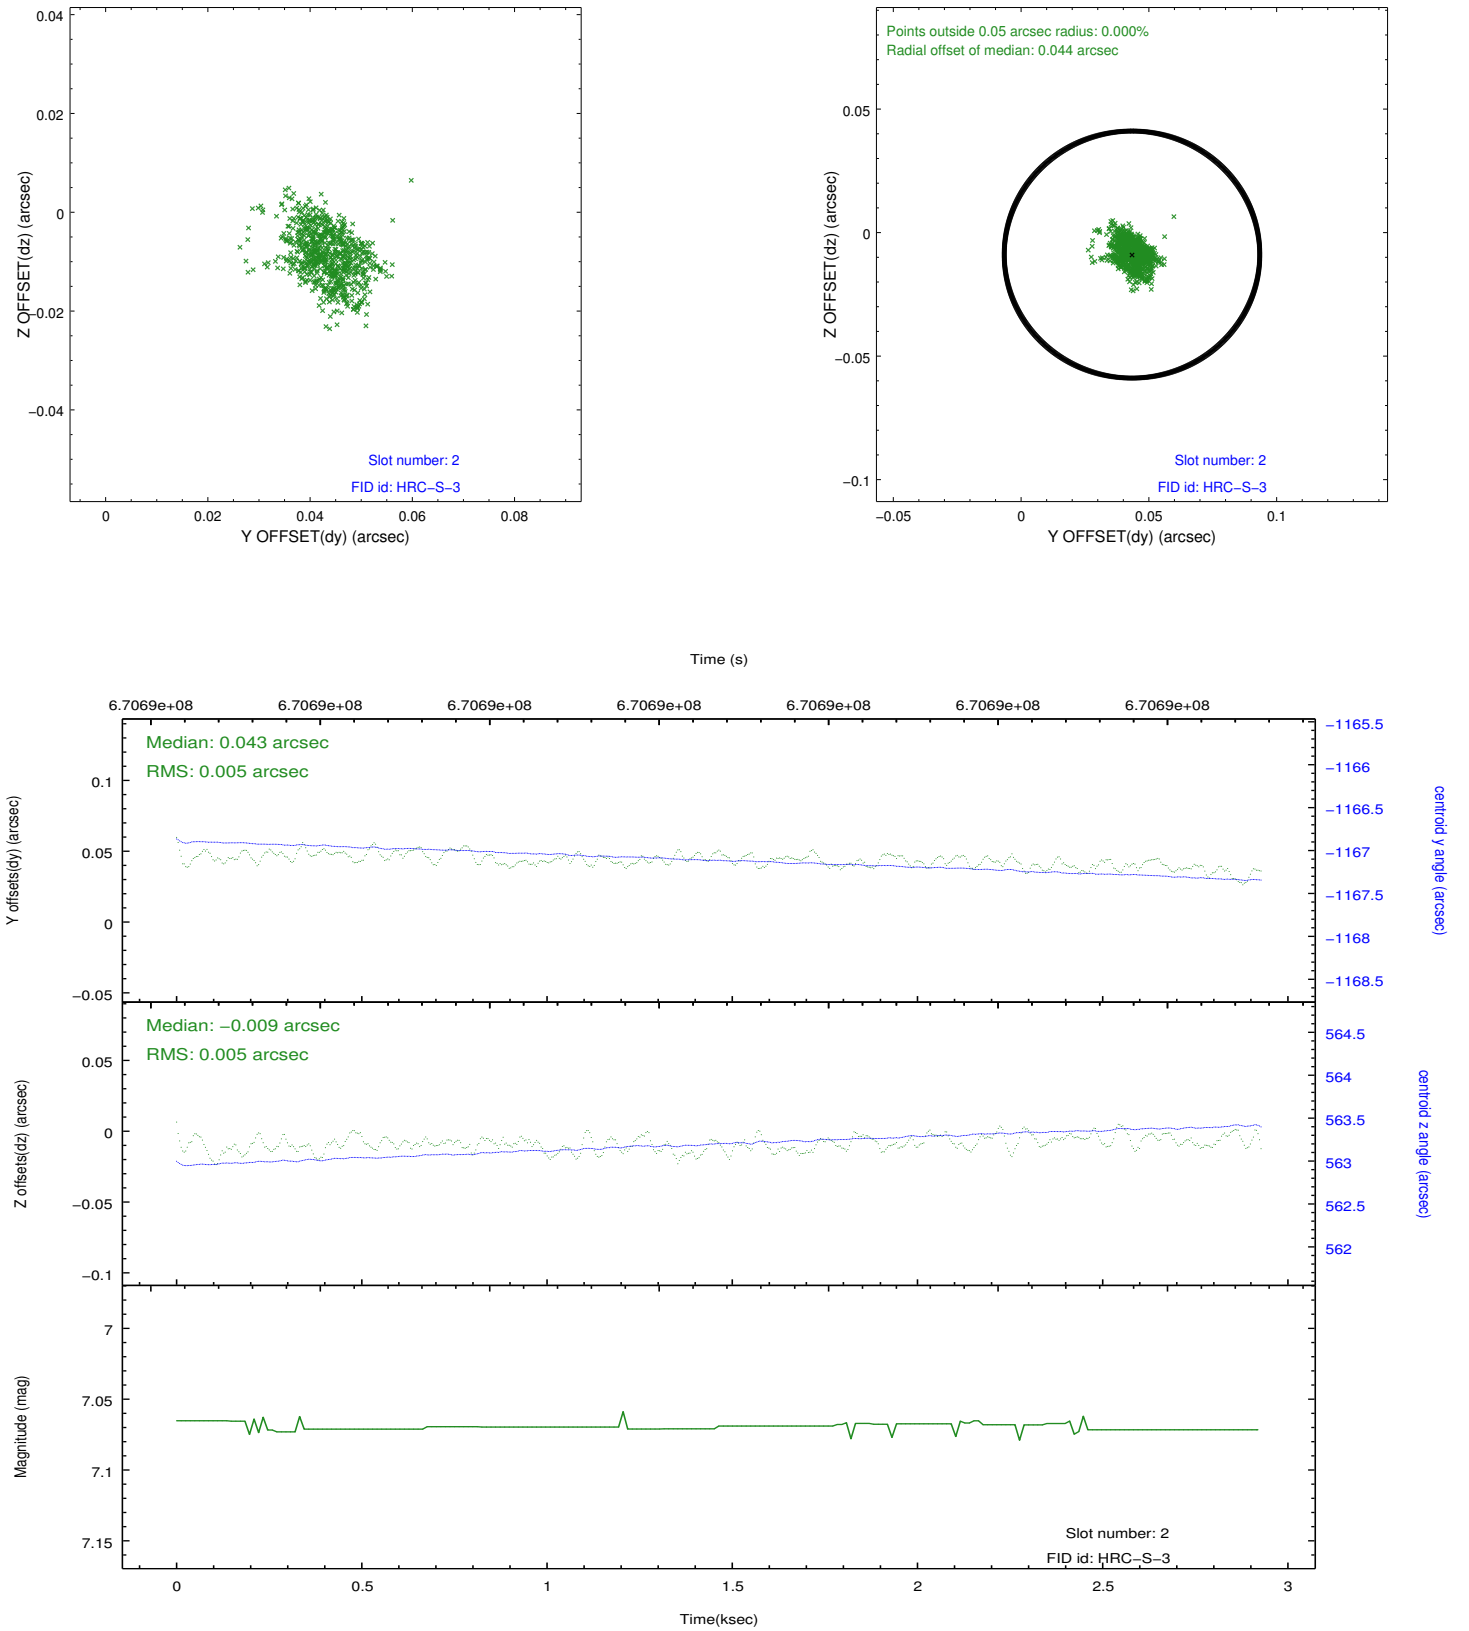 0.04
0.02
0
−0.02
−0.04
Z OFFSET(dz) (arcsec)
Slot number: 2
FID id: HRC−S−3
0 0.02 0.04 0.06 0.08
Y OFFSET(dy) (arcsec)
Points outside 0.05 arcsec radius: 0.000%
Radial offset of median: 0.044 arcsec
0.05
0
−0.05
−0.1
Z OFFSET(dz) (arcsec)
Slot number: 2
FID id: HRC−S−3
−0.05 0 0.05 0.1
Y OFFSET(dy) (arcsec)
Time (s)
6.7069e+08 6.7069e+08 6.7069e+08 6.7069e+08 6.7069e+08 6.7069e+08 6.7069e+08
Median: 0.043 arcsec
RMS: 0.005 arcsec
0.1
0.05
0
−0.05
Y offsets(dy) (arcsec)
−1165.5
−1166
−1166.5
−1167
−1167.5
−1168
−1168.5
centroid y angle (arcsec)
Median: −0.009 arcsec
RMS: 0.005 arcsec
0.05
0
−0.05
−0.1
Z offsets(dz) (arcsec)
564.5
564
563.5
563
562.5
562
centroid z angle (arcsec)
7
7.05
7.1
7.15
Magnitude (mag)
Slot number: 2
FID id: HRC−S−3
0 0.5 1 1.5 2 2.5 3
Time(ksec)